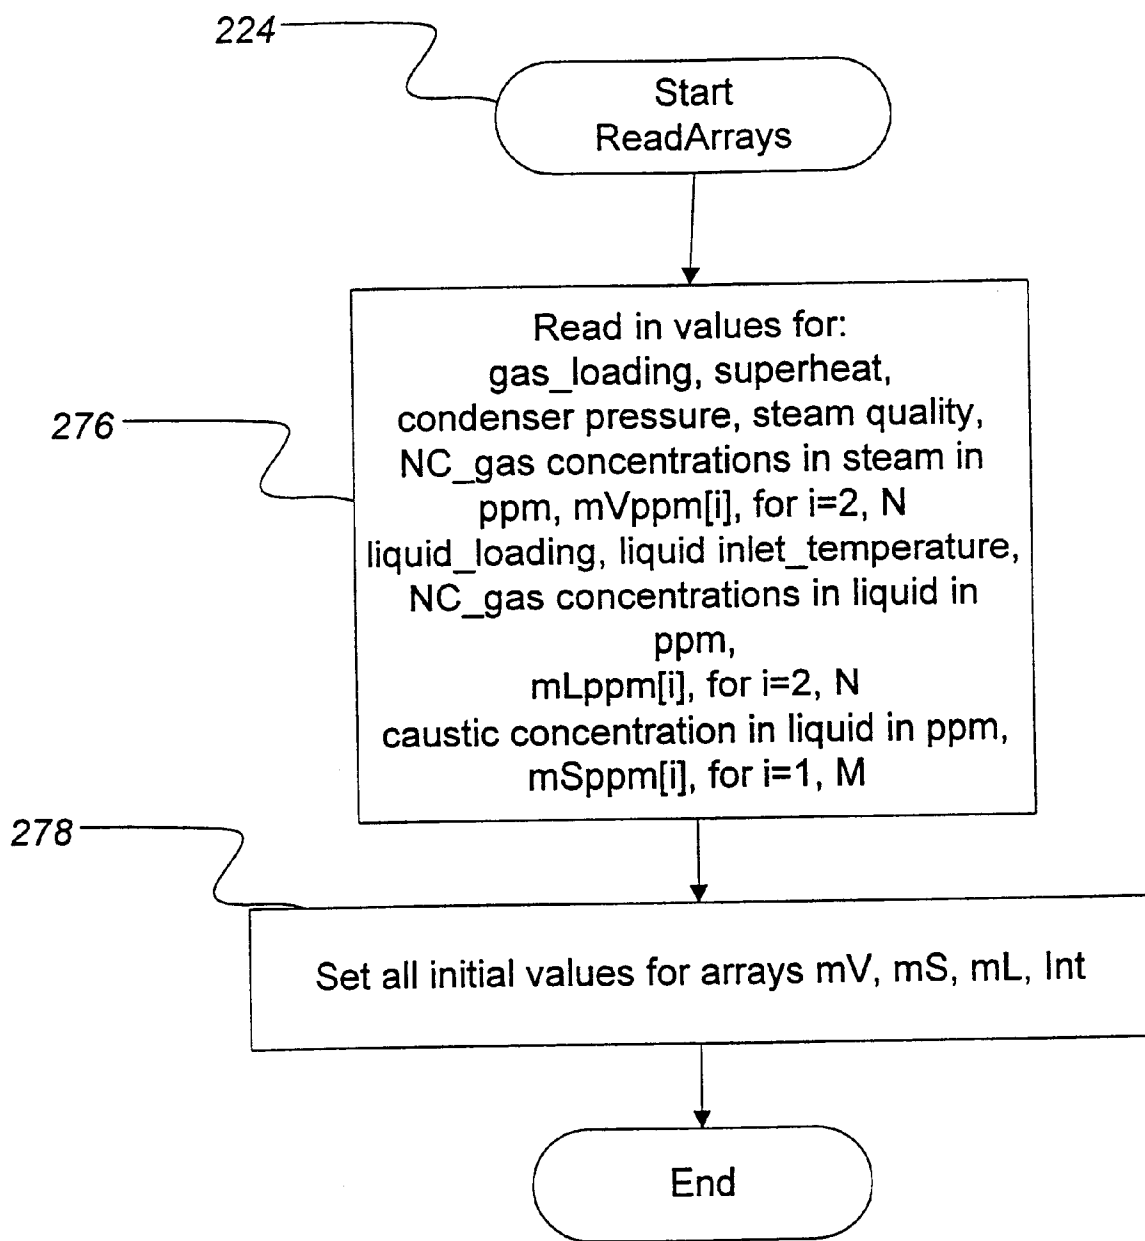 224
Start
ReadArrays
276
Read in values for:
gas_loading, superheat,
condenser pressure, steam quality,
NC_gas concentrations in steam in
ppm, mVppm[i], for i=2, N
liquid_loading, liquid inlet_temperature,
NC_gas concentrations in liquid in
ppm,
mLppm[i], for i=2, N
caustic concentration in liquid in ppm,
mSppm[i], for i=1, M
278
Set all initial values for arrays mV, mS, mL, Int
End